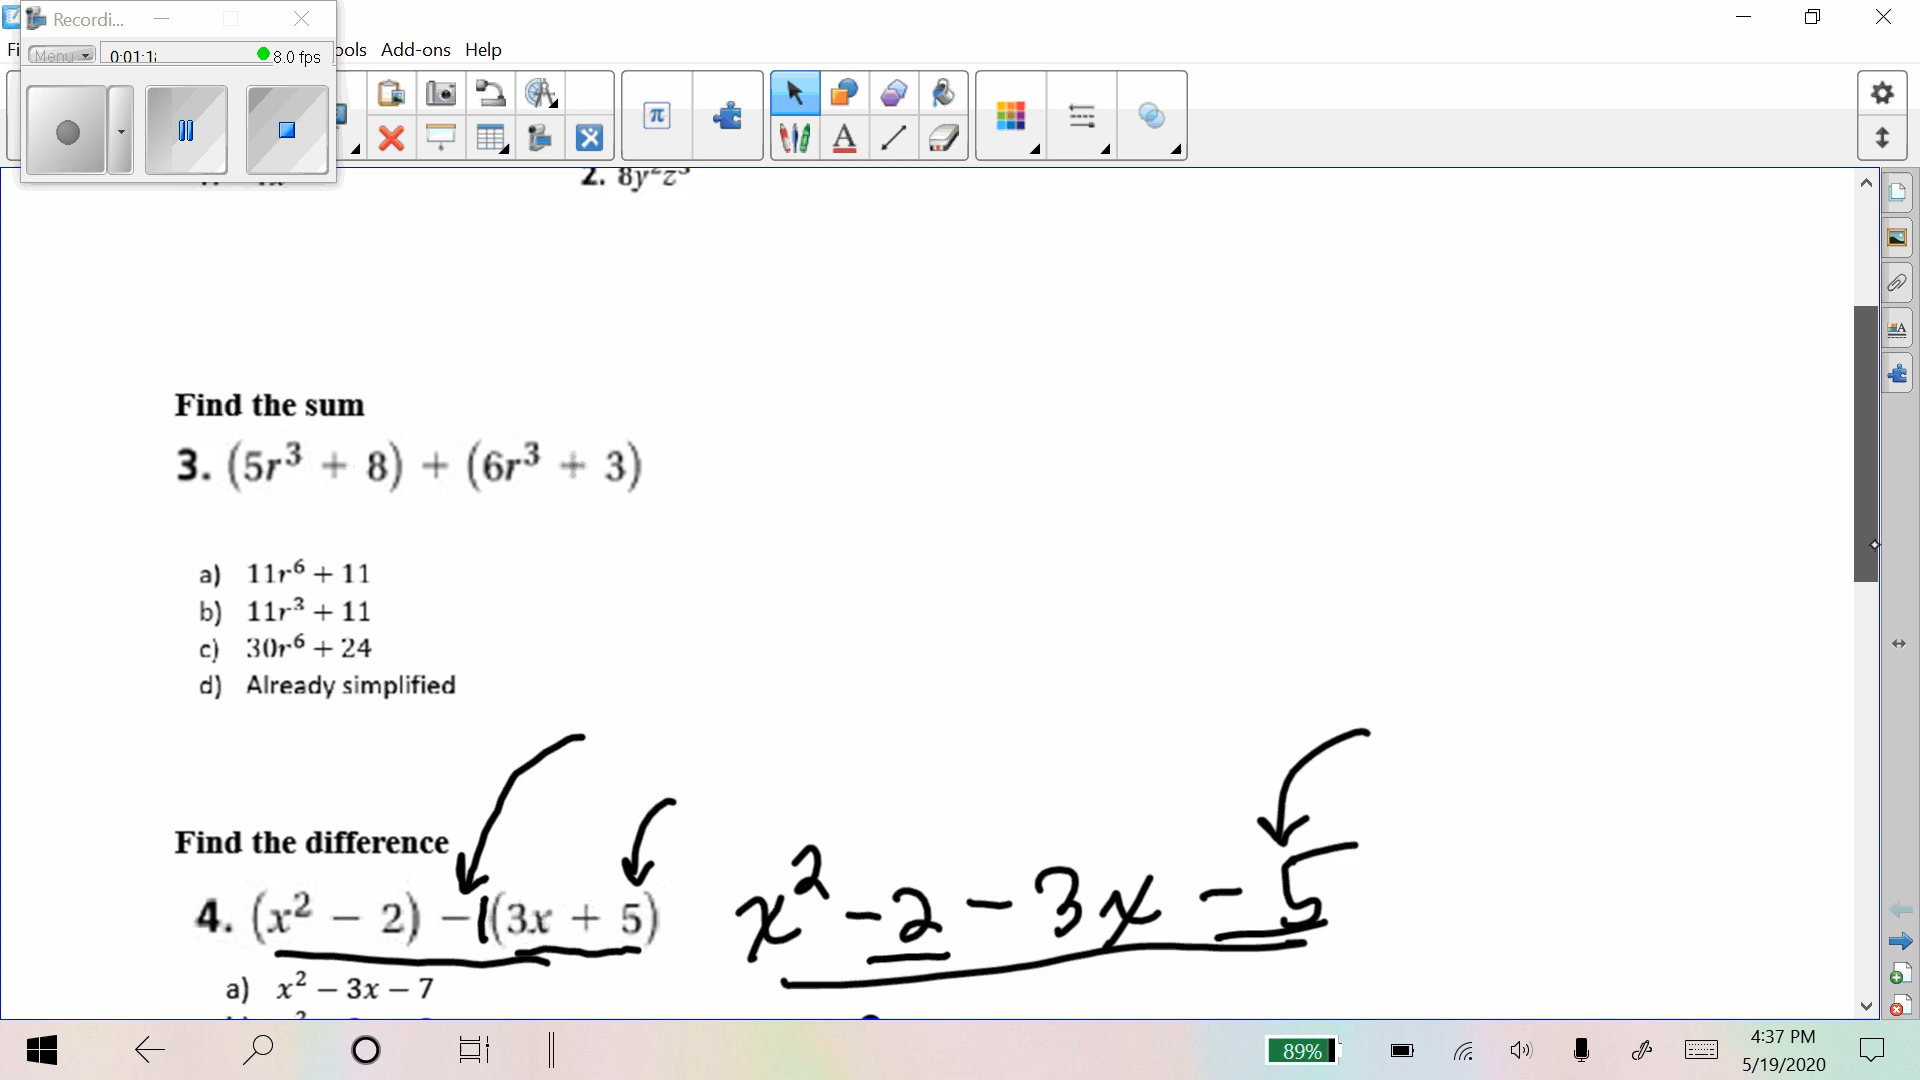 Recordi...
Menu 0:01:1 8.0 fps
Fi ools Add-ons Help
2. 8y²z³
Find the sum
3. (5r³ + 8) + (6r³ + 3)
a) 11r⁶ + 11
b) 11r³ + 11
c) 30r⁶ + 24
d) Already simplified
Find the difference
4. (x² − 2) −1(3x + 5) x² − 2 − 3x − 5
a) x² − 3x − 7
89% 4:37 PM
5/19/2020